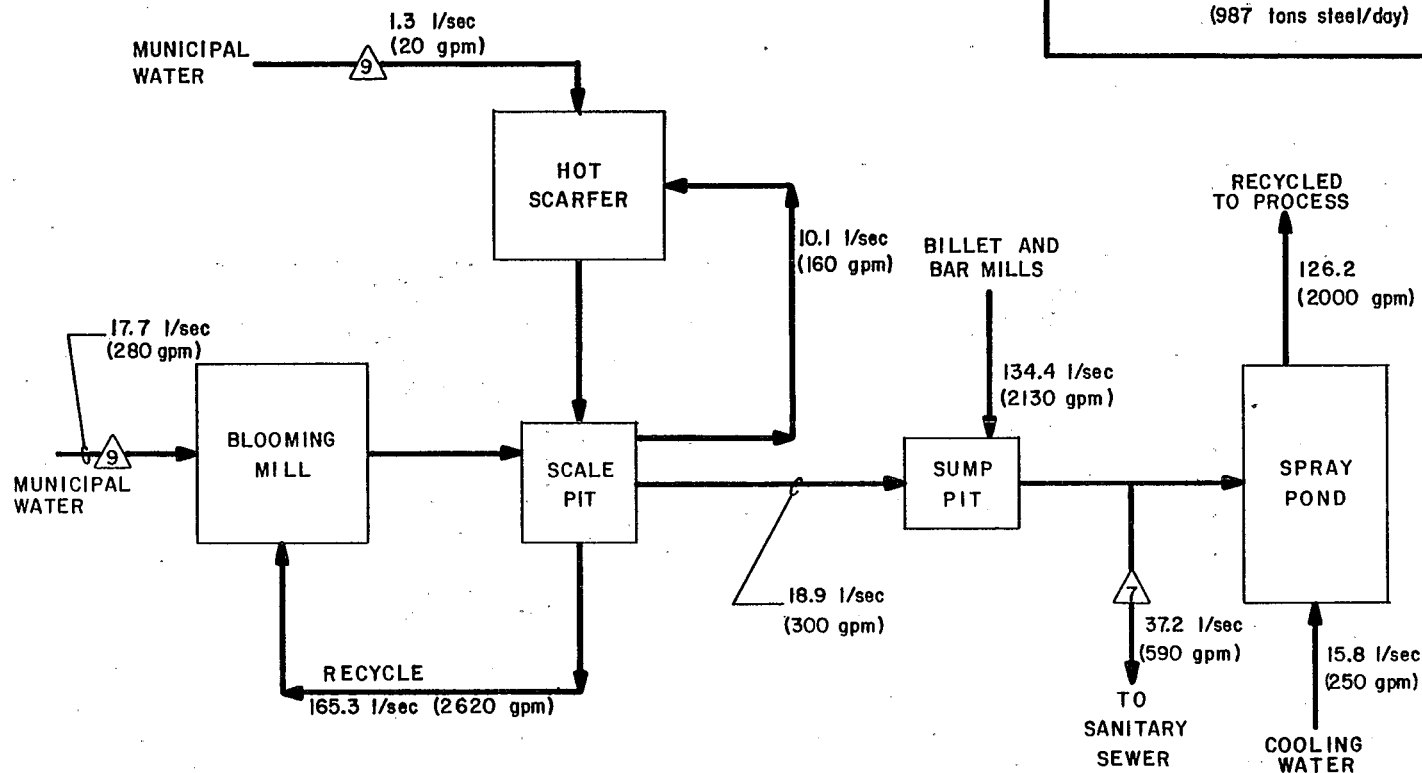 (987 tons steel/day)
1.3 l/sec
(20 gpm)
MUNICIPAL
WATER
9
HOT
SCARFER
10.1 l/sec
(160 gpm)
BILLET AND
BAR MILLS
RECYCLED
TO PROCESS
126.2
(2000 gpm)
17.7 l/sec
(280 gpm)
134.4 l/sec
(2130 gpm)
MUNICIPAL
WATER
9
BLOOMING
MILL
SCALE
PIT
SUMP
PIT
SPRAY
POND
18.9 l/sec
(300 gpm)
7
37.2 l/sec
(590 gpm)
15.8 l/sec
(250 gpm)
RECYCLE
165.3 l/sec (2620 gpm)
TO
SANITARY
SEWER
COOLING
WATER